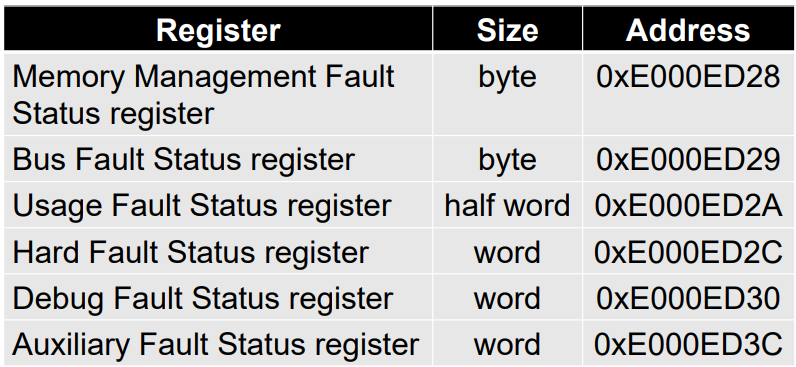 Register Size Address
Memory Management Fault byte 0xE000ED28
Status register
Bus Fault Status register byte 0xE000ED29
Usage Fault Status register half word 0xE000ED2A
Hard Fault Status register word 0xE000ED2C
Debug Fault Status register word 0xE000ED30
Auxiliary Fault Status register word 0xE000ED3C